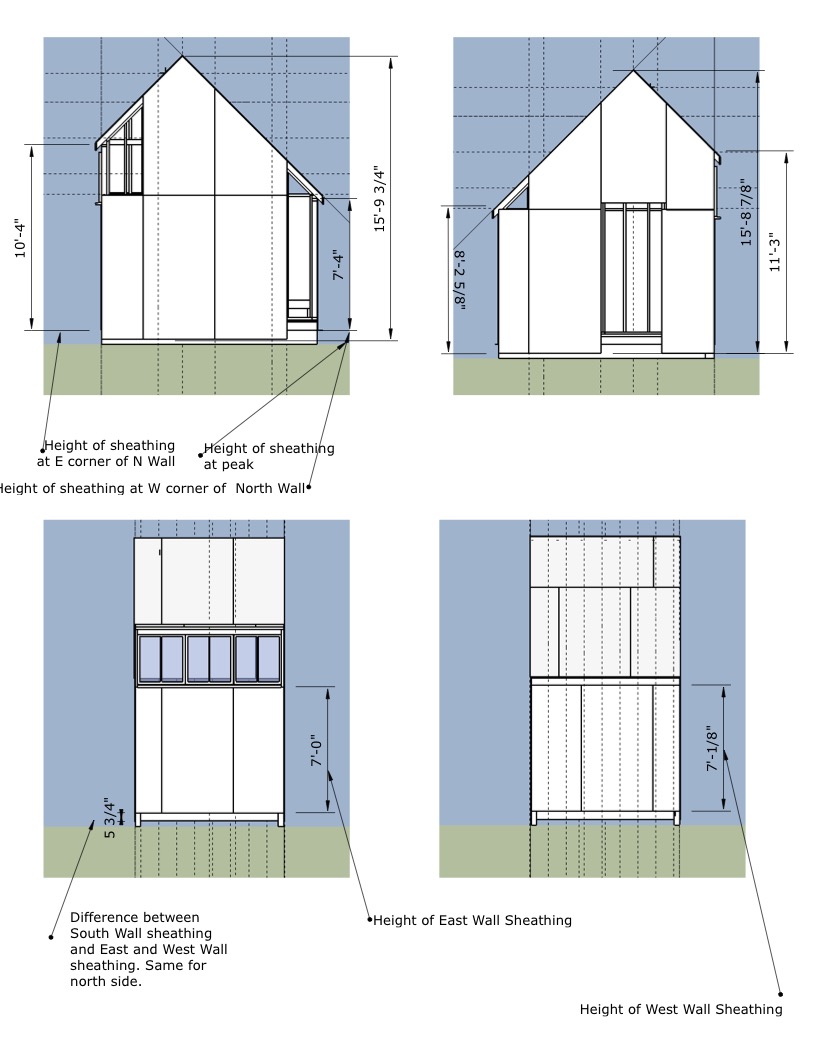 10'-4"
15'-9 3/4"
7'-4"
8'-2 5/8"
15'-8 7/8"
11'-3"
Height of sheathing
at E corner of N Wall
Height of sheathing
at peak
Height of sheathing at W corner of North Wall
7'-0"
5 3/4"
7'-1/8"
Difference between
South Wall sheathing
and East and West Wall
sheathing. Same for
north side.
Height of East Wall Sheathing
Height of West Wall Sheathing